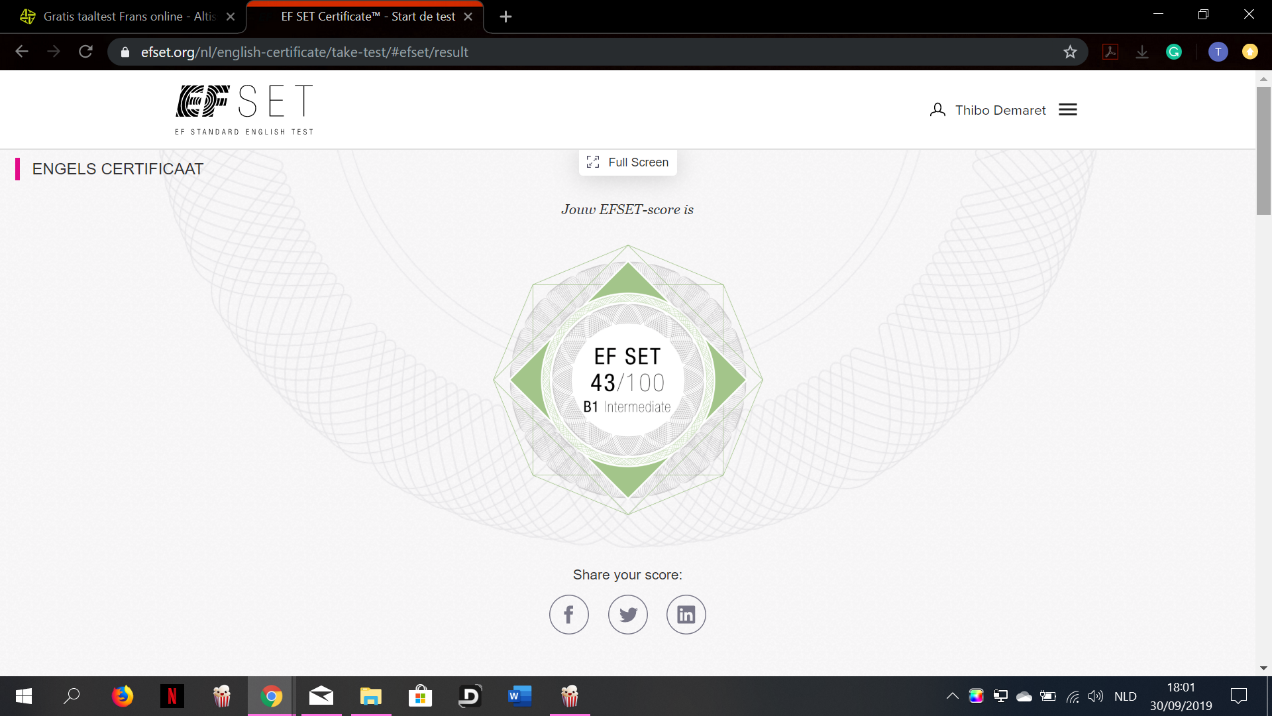 Gratis taaltest Frans online - Altis
EF SET Certificate™ - Start de test
efset.org/nl/english-certificate/take-test/#efset/result
T
EF SET
EF STANDARD ENGLISH TEST
Thibo Demaret
ENGELS CERTIFICAAT
Full Screen
Jouw EFSET-score is
EF SET
43/100
B1 Intermediate
Share your score:
NLD
18:01
30/09/2019